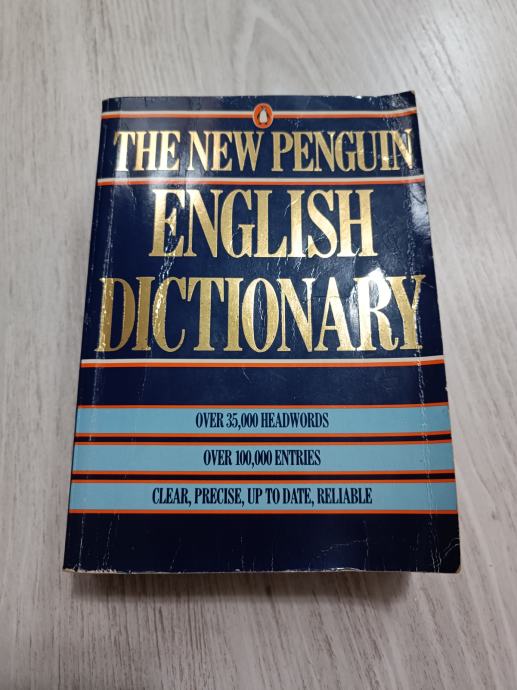 THE NEW PENGUIN
ENGLISH
DICTIONARY
OVER 35,000 HEADWORDS
OVER 100,000 ENTRIES
CLEAR, PRECISE, UP TO DATE, RELIABLE